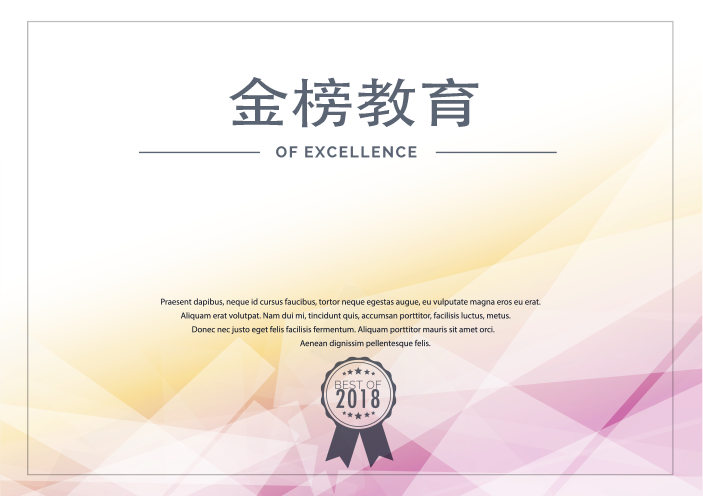 金榜教育
OF EXCELLENCE
Praesent dapibus, neque id cursus faucibus, tortor neque egestas augue, eu vulputate magna eros eu erat.
Aliquam erat volutpat. Nam dui mi, tincidunt quis, accumsan porttitor, facilisis luctus, metus.
Donec nec justo eget felis facilisis fermentum. Aliquam porttitor mauris sit amet orci.
Aenean dignissim pellentesque felis.
BEST OF
2018